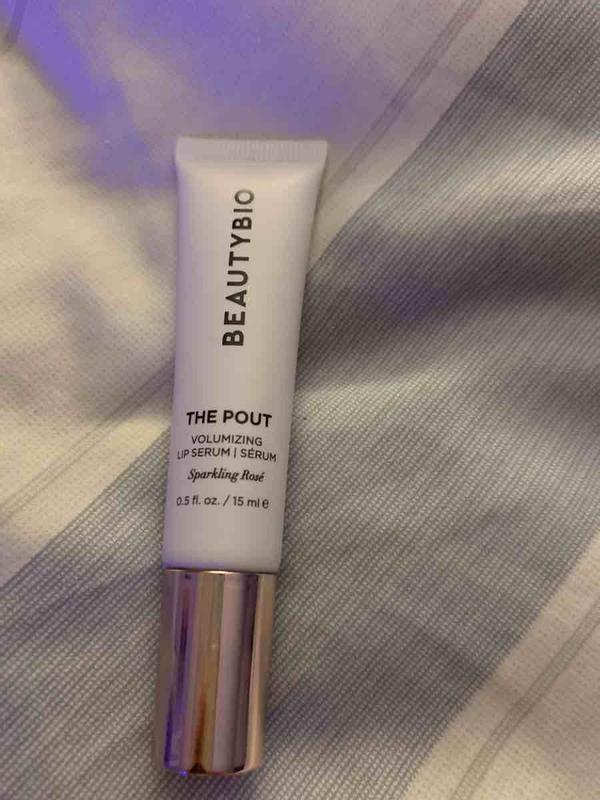 BEAUTYBIO
THE POUT
VOLUMIZING
LIP SERUM | SÉRUM
Sparkling Rosé
0.5 fl. oz. / 15 ml ℮